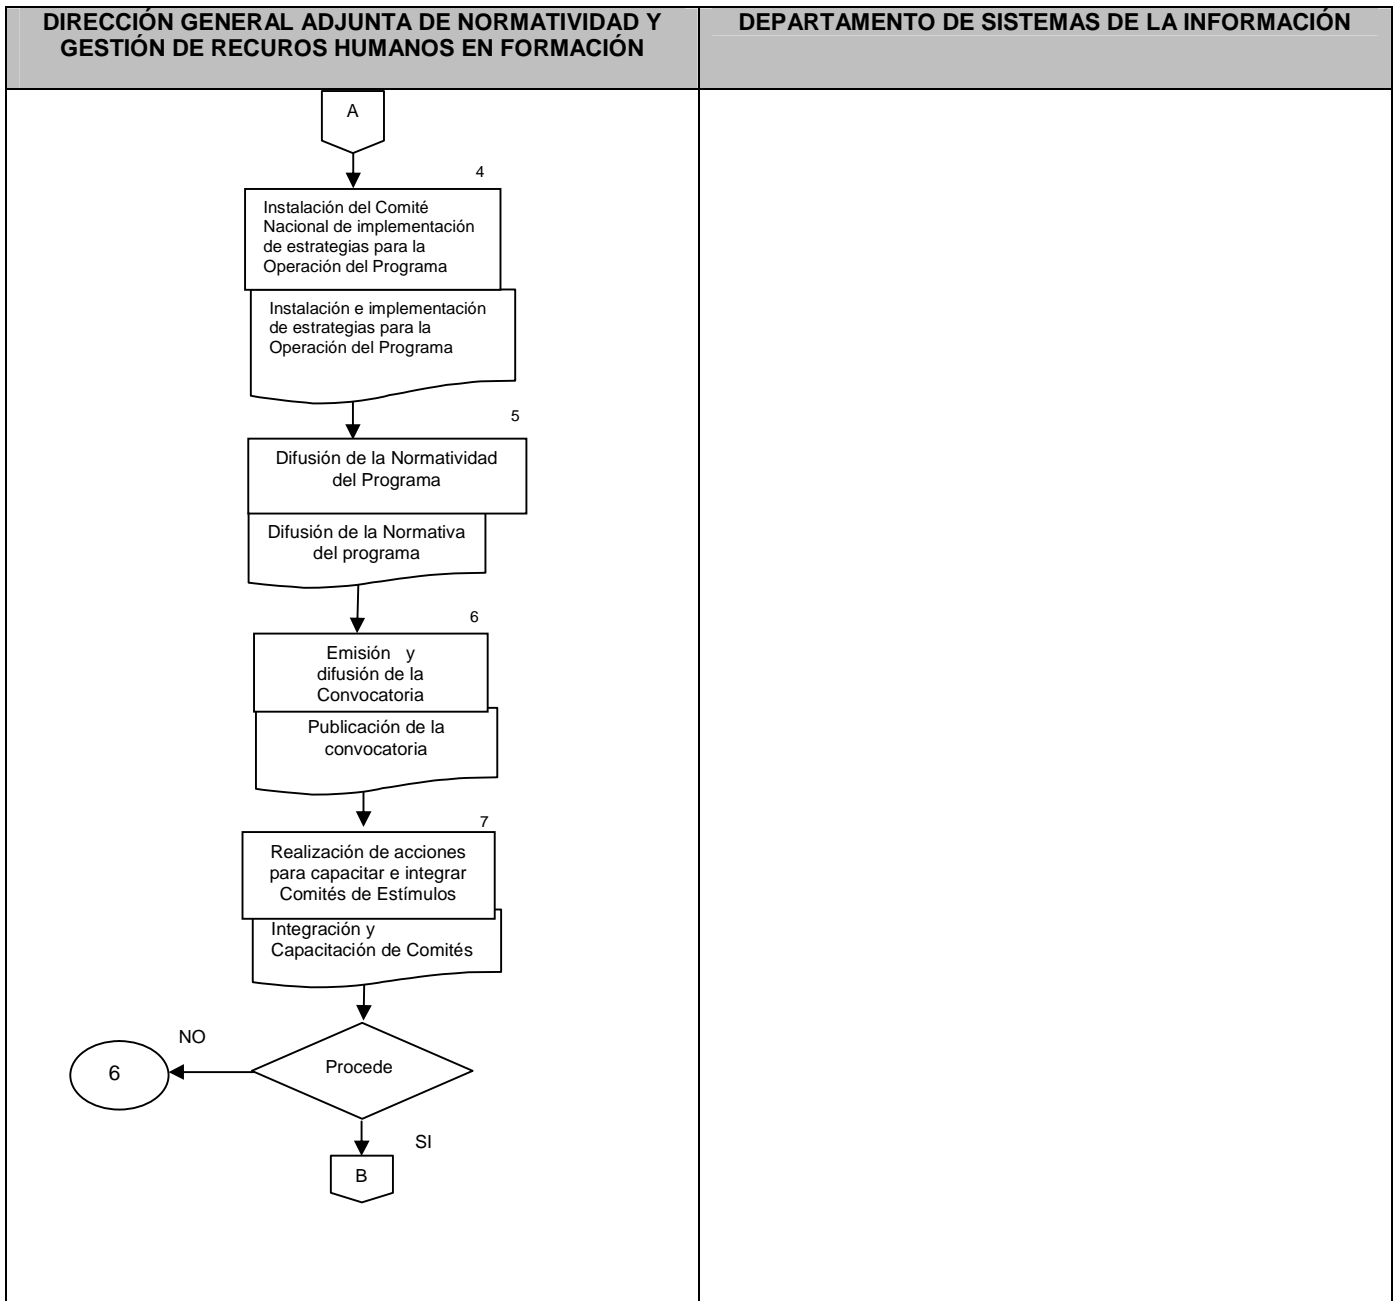 DIRECCIÓN GENERAL ADJUNTA DE NORMATIVIDAD Y
GESTIÓN DE RECUROS HUMANOS EN FORMACIÓN
DEPARTAMENTO DE SISTEMAS DE LA INFORMACIÓN
A
4
Instalación del Comité
Nacional de implementación
de estrategias para la
Operación del Programa
Instalación e implementación
de estrategias para la
Operación del Programa
5
Difusión de la Normatividad
del Programa
Difusión de la Normativa
del programa
6
Emisión y
difusión de la
Convocatoria
Publicación de la
convocatoria
7
Realización de acciones
para capacitar e integrar
Comités de Estímulos
Integración y
Capacitación de Comités
NO
6
Procede
SI
B